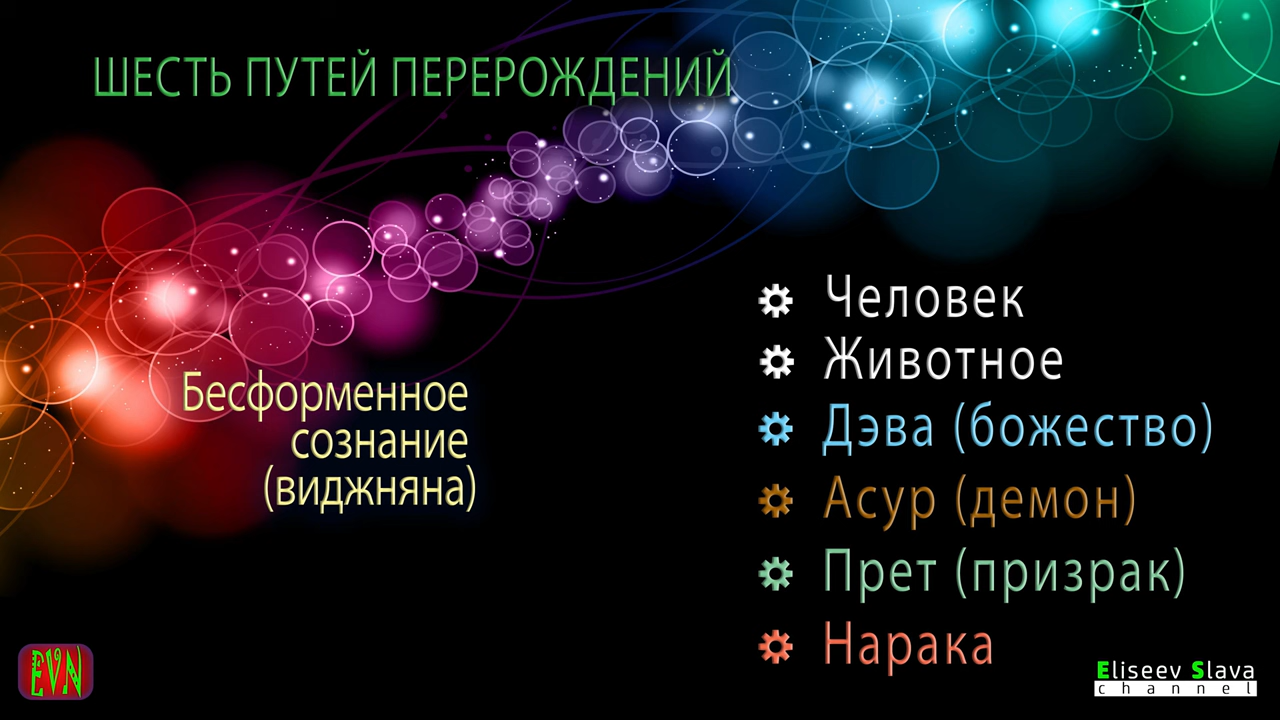 ШЕСТЬ ПУТЕЙ ПЕРЕРОЖДЕНИЙ
Бесформенное
сознание
(виджняна)
Человек
Животное
Дэва (божество)
Асур (демон)
Прет (призрак)
Нарака
EVN
Eliseev Slava
channel